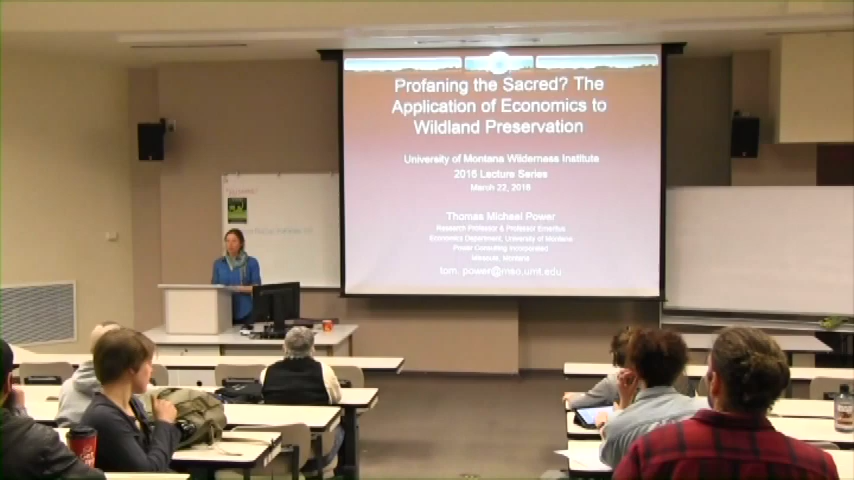 Profaning the Sacred? The
Application of Economics to
Wildland Preservation
University of Montana Wilderness Institute
2016 Lecture Series
March 22, 2016
Thomas Michael Power
Research Professor & Professor Emeritus
Economics Department, University of Montana
Power Consulting Incorporated
Missoula, Montana
tom. power@mso.umt.edu